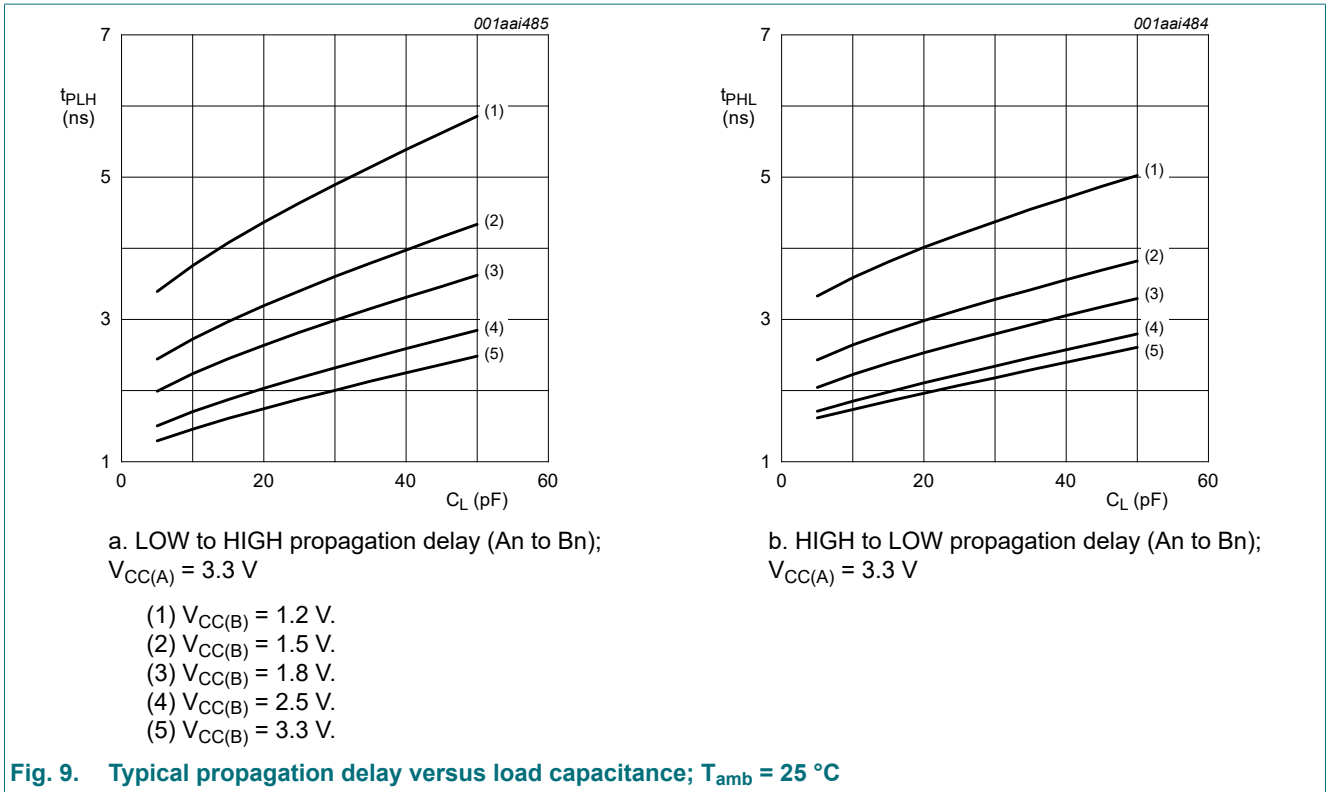 001aai485
7
tPLH
(ns)
(1)
5
(2)
(3)
3
(4)
(5)
1
0
20
40
60
CL (pF)
a. LOW to HIGH propagation delay (An to Bn);
VCC(A) = 3.3 V
001aai484
7
tPHL
(ns)
(1)
5
(2)
(3)
3
(4)
(5)
1
0
20
40
60
CL (pF)
b. HIGH to LOW propagation delay (An to Bn);
VCC(A) = 3.3 V
(1) VCC(B) = 1.2 V.
(2) VCC(B) = 1.5 V.
(3) VCC(B) = 1.8 V.
(4) VCC(B) = 2.5 V.
(5) VCC(B) = 3.3 V.
Fig. 9. Typical propagation delay versus load capacitance; Tamb = 25 °C